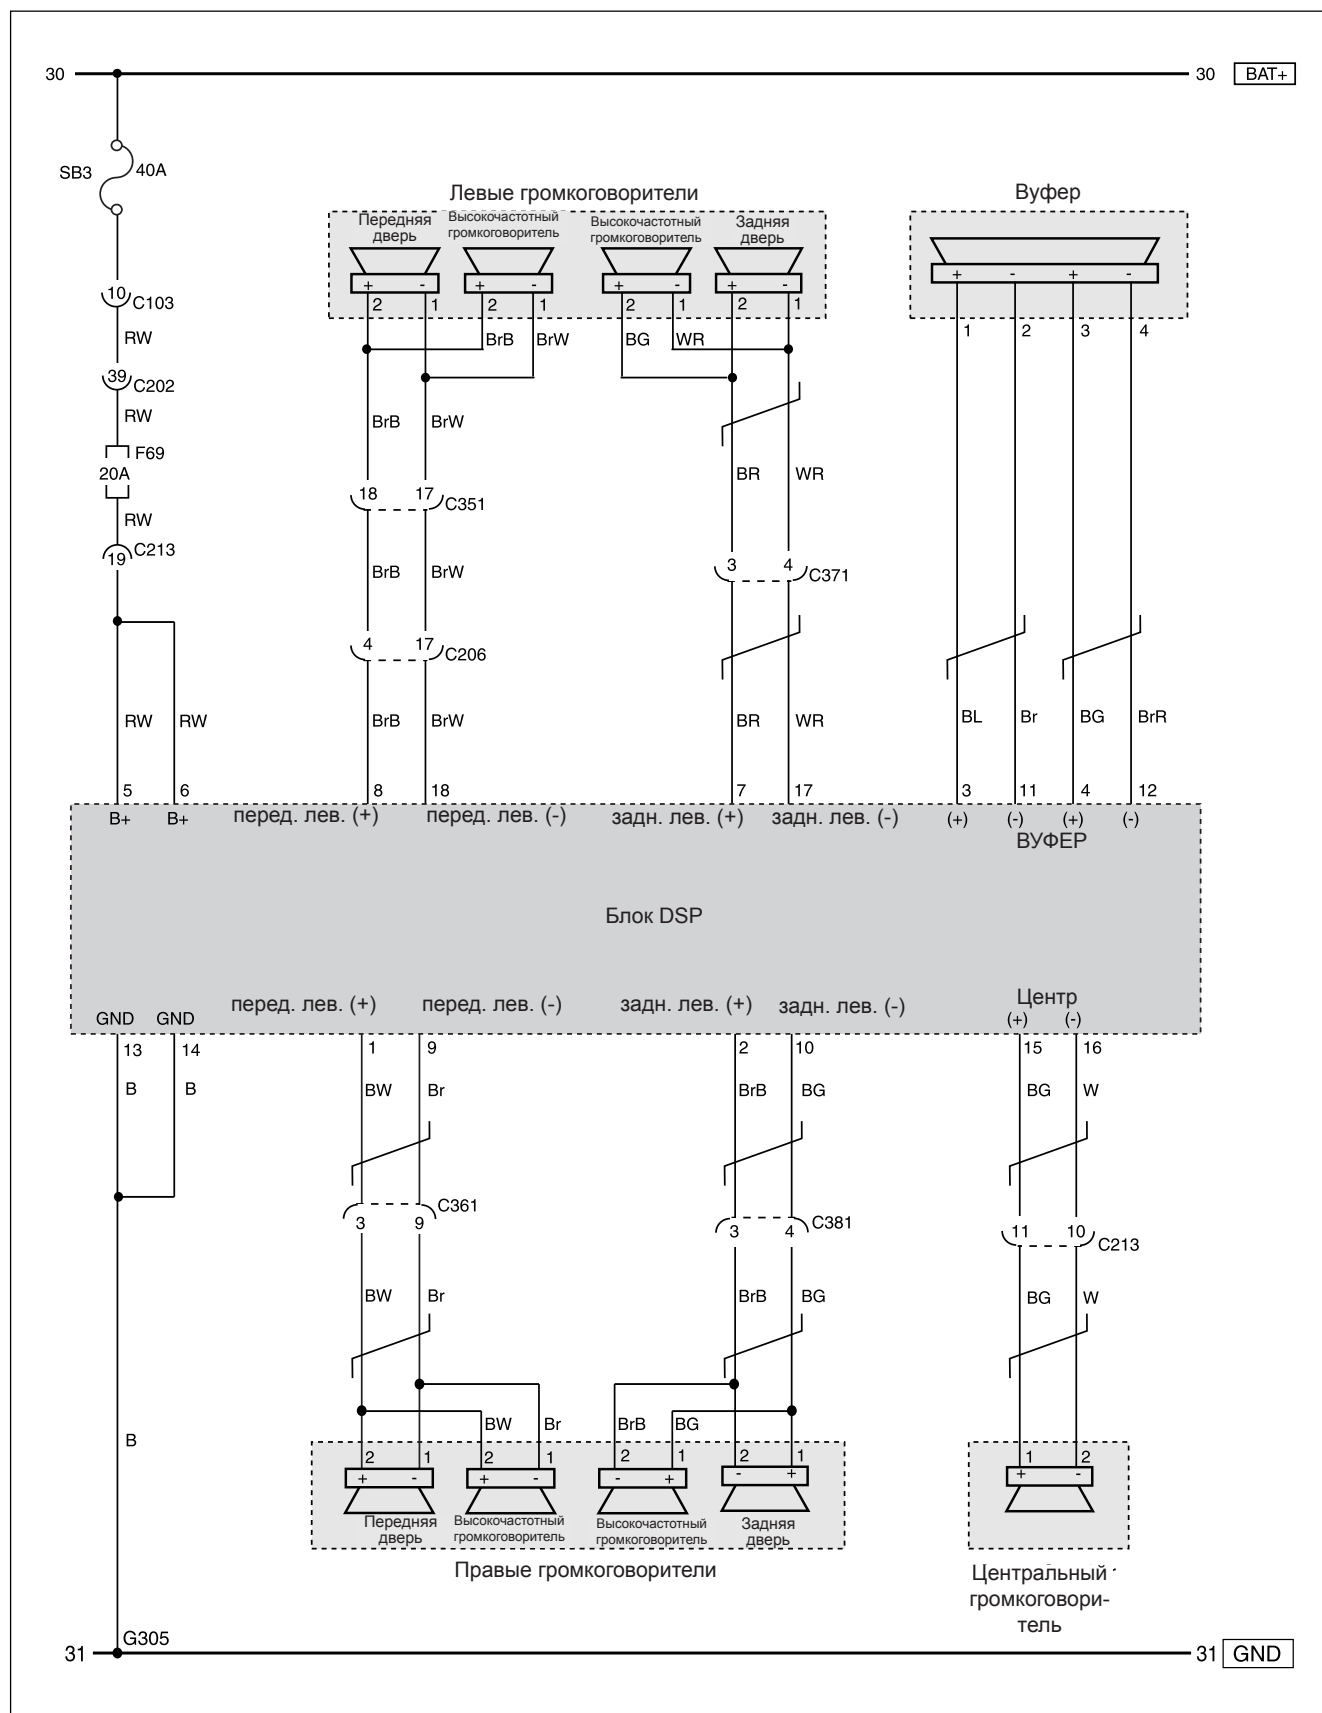 30
30 BAT+
SB3 40A
Левые громкоговорители
Вуфер
Передняя
дверь
Высокочастотный
громкоговоритель
Высокочастотный
громкоговоритель
Задняя
дверь
+ - + - + - + -
+ - + -
2 1 2 1 2 1 2 1
1 2 3 4
10 C103
RW
BrB BrW BG WR
39 C202
RW
BrB BrW
F69
20A
BR WR
18 17 C351
RW
C213
19
BrB BrW
3 4 C371
4 17 C206
RW RW
BrB BrW
BR WR
BL Br BG BrR
5 6 8 18 7 17 3 11 4 12
B+ B+ перед. лев. (+) перед. лев. (-) задн. лев. (+) задн. лев. (-) (+) (-) (+) (-)
ВУФЕР
Блок DSP
перед. лев. (+) перед. лев. (-) задн. лев. (+) задн. лев. (-) Центр
GND GND (+) (-)
13 14 1 9 2 10 15 16
B B BW Br BrB BG BG W
C361
3 9
C381
3 4
11 10 C213
BW Br BrB BG BG W
B
BW Br BrB BG
2 1 2 1 2 1 2 1 1 2
+ - + - - + - + + -
Передняя
дверь
Высокочастотный
громкоговоритель
Высокочастотный
громкоговоритель
Задняя
дверь
Правые громкоговорители
Центральный
громкоговори-
тель
G305
31
31 GND